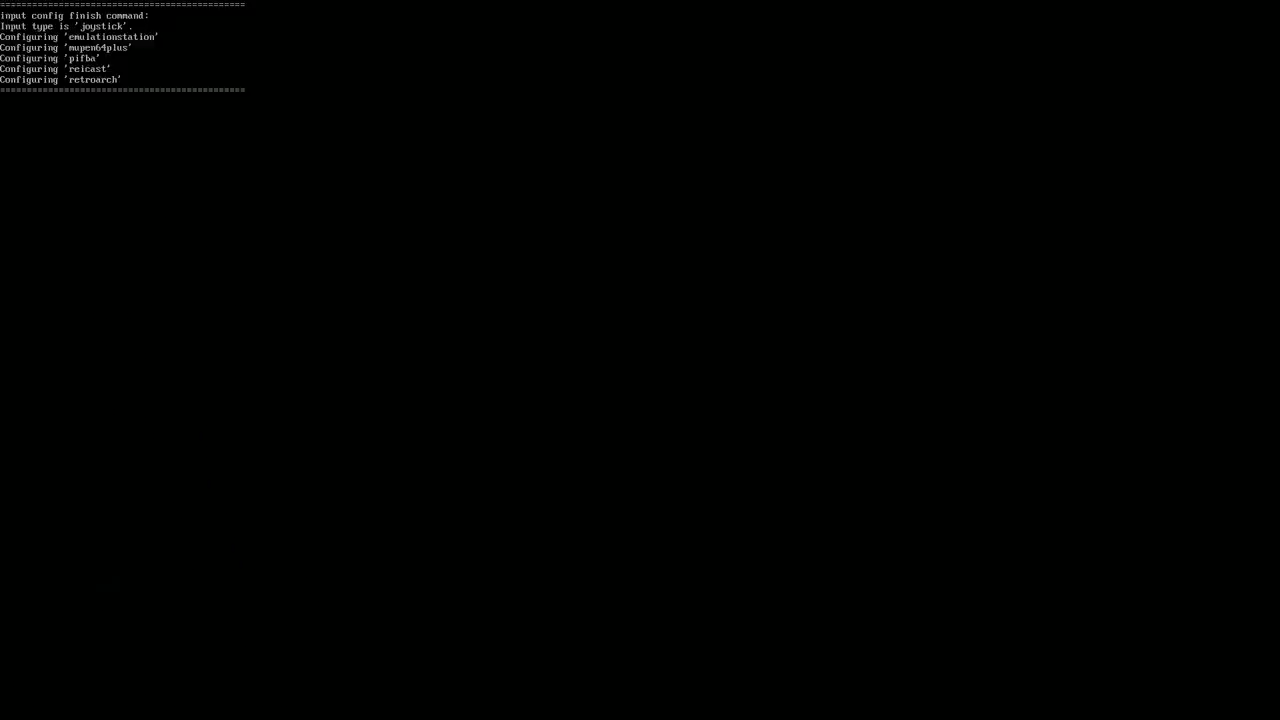 ===============================================
input config finish command:
Input type is 'joystick'.
Configuring 'emulationstation'
Configuring 'mupen64plus'
Configuring 'pifba'
Configuring 'reicast'
Configuring 'retroarch'
===============================================